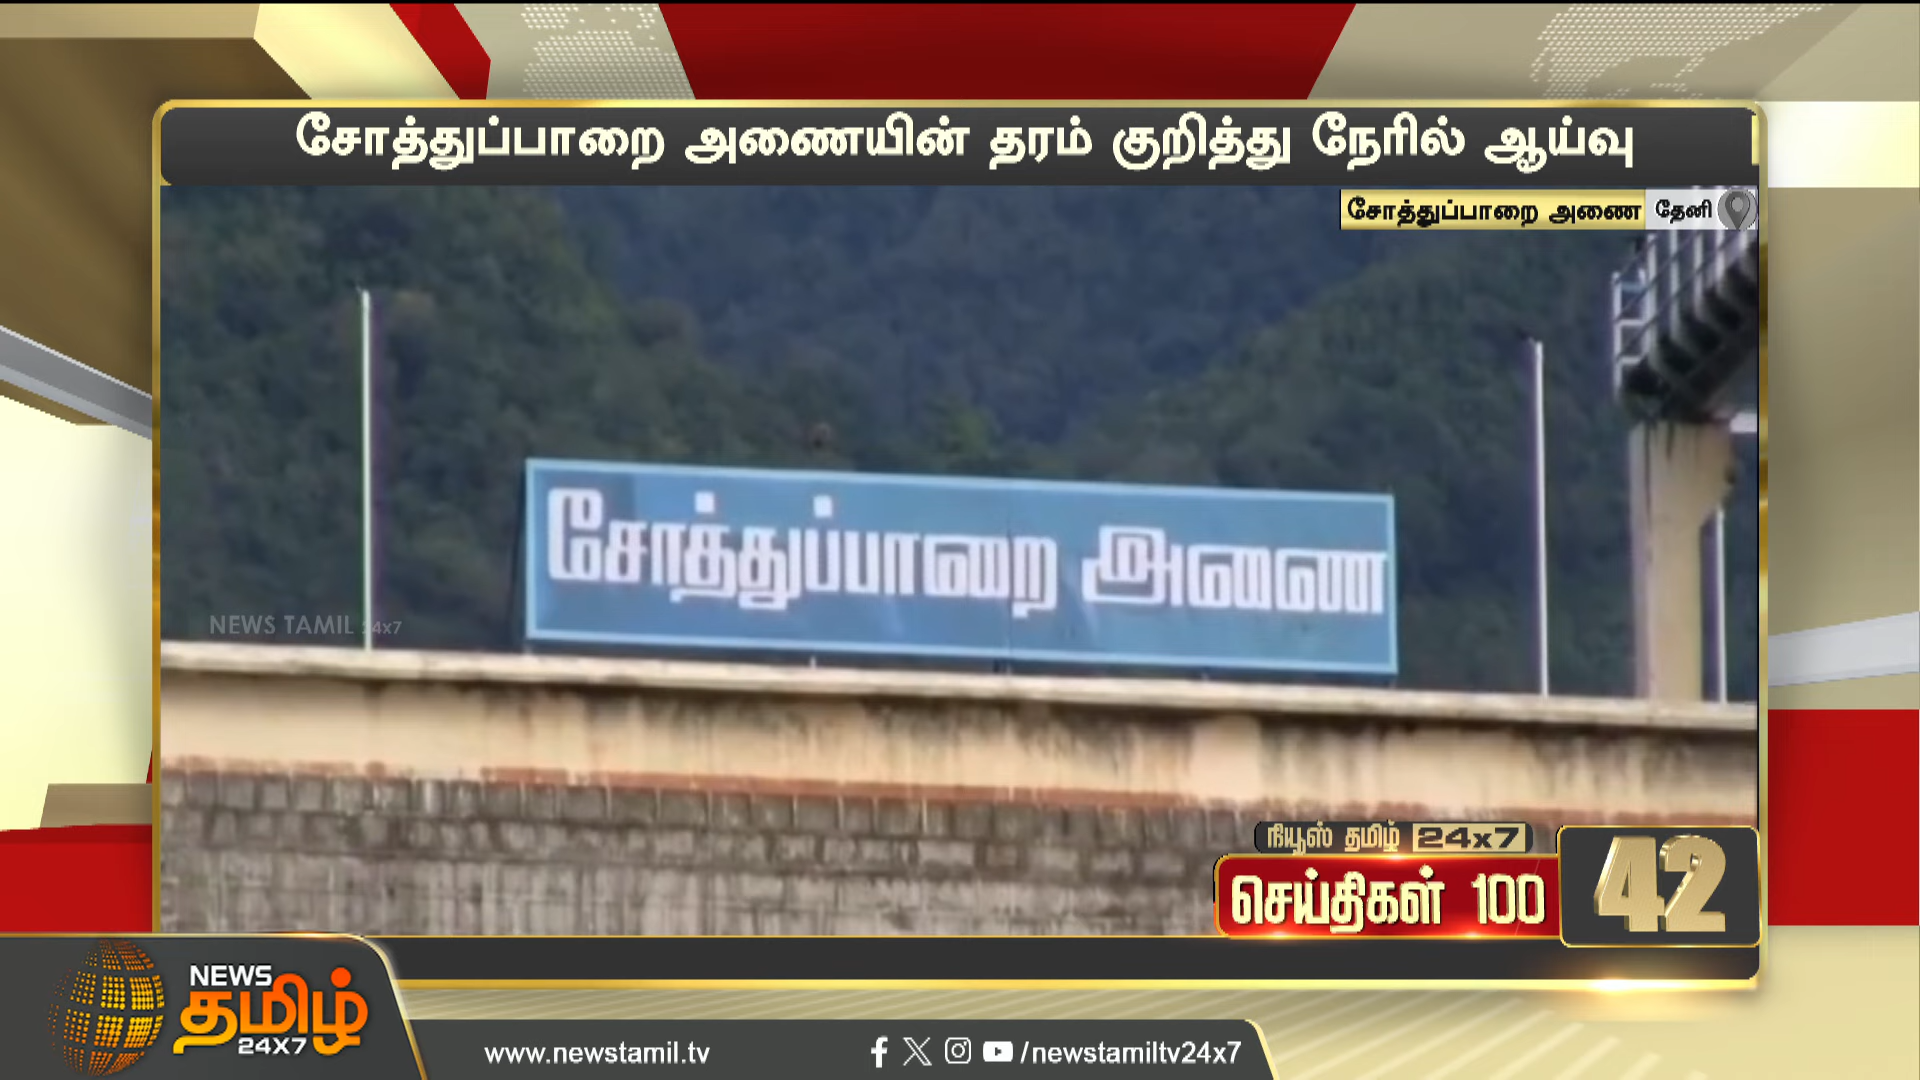 சோத்துப்பாறை அணையின் தரம் குறித்து நேரில் ஆய்வு
சோத்துப்பாறை அணை தேனி
சோத்துப்பாறை அணை
NEWS TAMIL 24x7
நியூஸ் தமிழ் 24x7
செய்திகள் 100
42
NEWS
தமிழ்
24X7
www.newstamil.tv
/newstamiltv24x7